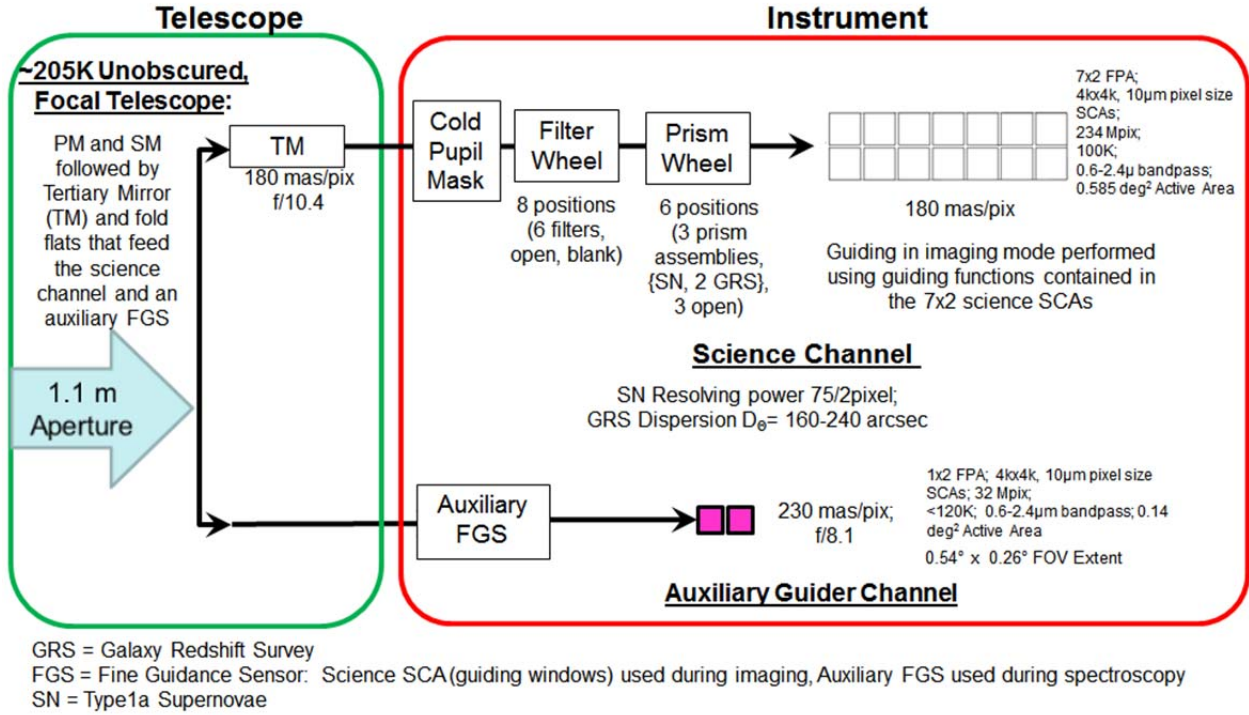 Telescope
Instrument
~205K Unobscured,
Focal Telescope:
PM and SM
followed by
Tertiary Mirror
(TM) and fold
flats that feed
the science
channel and an
auxiliary FGS
1.1 m
Aperture
TM
180 mas/pix
f/10.4
Cold
Pupil
Mask
Filter
Wheel
8 positions
(6 filters,
open, blank)
Prism
Wheel
6 positions
(3 prism
assemblies,
{SN, 2 GRS},
3 open)
7x2 FPA;
4kx4k, 10µm pixel size
SCAs;
234 Mpix;
100K;
0.6-2.4µ bandpass;
0.585 deg² Active Area
180 mas/pix
Guiding in imaging mode performed
using guiding functions contained in
the 7x2 science SCAs
Science Channel
SN Resolving power 75/2pixel;
GRS Dispersion DΘ= 160-240 arcsec
Auxiliary
FGS
230 mas/pix;
f/8.1
1x2 FPA; 4kx4k, 10µm pixel size
SCAs; 32 Mpix;
<120K; 0.6-2.4µm bandpass; 0.14
deg² Active Area
0.54° x 0.26° FOV Extent
Auxiliary Guider Channel
GRS = Galaxy Redshift Survey
FGS = Fine Guidance Sensor: Science SCA (guiding windows) used during imaging, Auxiliary FGS used during spectroscopy
SN = Type1a Supernovae